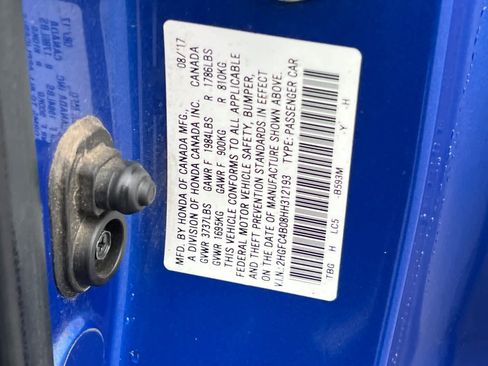 MFD. BY HONDA OF CANADA MFG., 08/17
A DIVISION OF HONDA CANADA INC. CANADA
GVWR 3737LBS GAWR F 1984LBS R 1786LBS
GVWR 1695KG GAWR F 900KG R 810KG
THIS VEHICLE CONFORMS TO ALL APPLICABLE
FEDERAL MOTOR VEHICLE SAFETY, BUMPER,
AND THEFT PREVENTION STANDARDS IN EFFECT
ON THE DATE OF MANUFACTURE SHOWN ABOVE.
V.I.N.:2HGFC4B08HH312193 TYPE: PASSENGER CAR
-B593M -Y -H
TBG H LC5